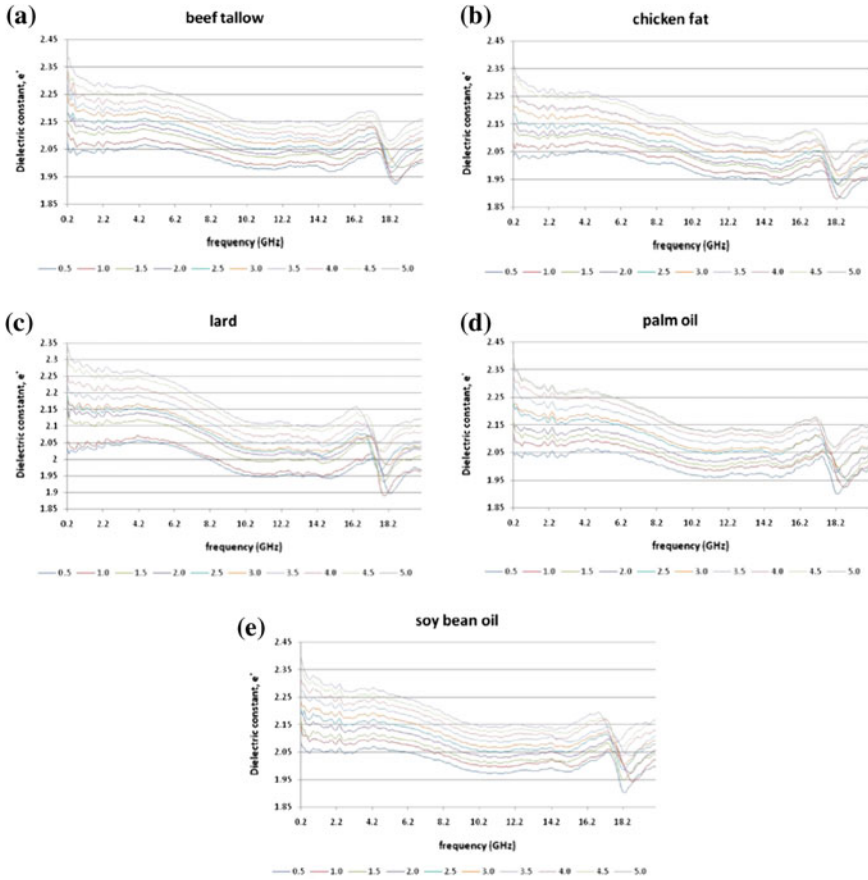 (a)
beef tallow
Dielectric constant, e'
2.45
2.35
2.25
2.15
2.05
1.95
1.85
0.2 2.2 4.2 6.2 8.2 10.2 12.2 14.2 16.2 18.2
frequency (GHz)
0.5 1.0 1.5 2.0 2.5 3.0 3.5 4.0 4.5 5.0
(b)
chicken fat
Dielectric constant, e'
2.45
2.35
2.25
2.15
2.05
1.95
1.85
0.2 2.2 4.2 6.2 8.2 10.2 12.2 14.2 16.2 18.2
frequency (GHz)
0.5 1.0 1.5 2.0 2.5 3.0 3.5 4.0 4.5 5.0
(c)
lard
Dielectric constatnt, e'
2.35
2.3
2.25
2.2
2.15
2.1
2.05
2
1.95
1.9
1.85
0.2 2.2 4.2 6.2 8.2 10.2 12.2 14.2 16.2 18.2
frequency (GHz)
0.5 1.0 1.5 2.0 2.5 3.0 3.5 4.0 4.5 5.0
(d)
palm oil
Dielectric constant, e'
2.45
2.35
2.25
2.15
2.05
1.95
1.85
0.2 2.2 4.2 6.2 8.2 10.2 12.2 14.2 16.2 18.2
frequency (GHz)
0.5 1.0 1.5 2.0 2.5 3.0 3.5 4.0 4.5 5.0
(e)
soy bean oil
Dielectric constant, e'
2.45
2.35
2.25
2.15
2.05
1.95
1.85
0.2 2.2 4.2 6.2 8.2 10.2 12.2 14.2 16.2 18.2
frequency (GHz)
0.5 1.0 1.5 2.0 2.5 3.0 3.5 4.0 4.5 5.0